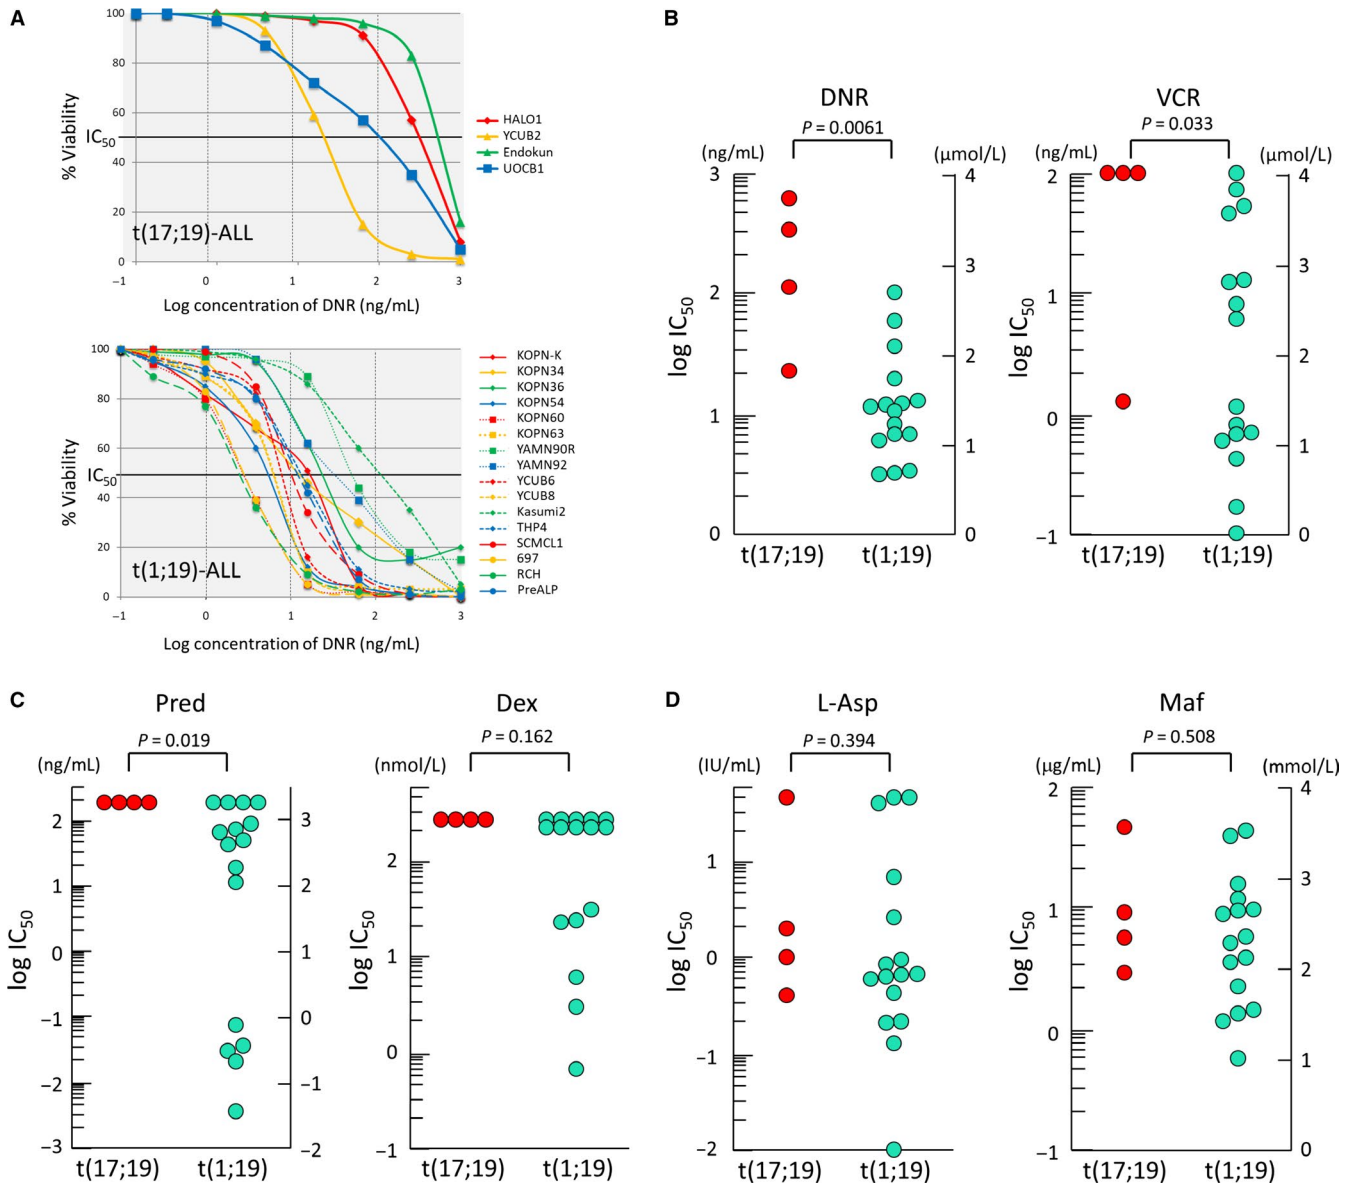 A
100
80
60
IC50
40
20
0
% Viability
t(17;19)-ALL
−1
0
1
2
3
Log concentration of DNR (ng/mL)
HALO1
YCUB2
Endokun
UOCB1
100
80
60
IC50
40
20
0
% Viability
t(1;19)-ALL
−1
0
1
2
3
Log concentration of DNR (ng/mL)
KOPN-K
KOPN34
KOPN36
KOPN54
KOPN60
KOPN63
YAMN90R
YAMN92
YCUB6
YCUB8
Kasumi2
THP4
SCMCL1
697
RCH
PreALP
B
DNR
P = 0.0061
(ng/mL)
(µmol/L)
3
2
1
0
log IC50
4
3
2
1
0
t(17;19)
t(1;19)
VCR
P = 0.033
(ng/mL)
(µmol/L)
2
1
0
−1
log IC50
4
3
2
1
0
t(17;19)
t(1;19)
C
Pred
P = 0.019
(ng/mL)
2
1
0
−1
−2
−3
log IC50
3
2
1
0
−1
−2
t(17;19)
t(1;19)
Dex
P = 0.162
(nmol/L)
2
1
0
−1
log IC50
t(17;19)
t(1;19)
D
L-Asp
P = 0.394
(IU/mL)
1
0
−1
−2
log IC50
t(17;19)
t(1;19)
Maf
P = 0.508
(µg/mL)
(mmol/L)
2
1
0
−1
log IC50
4
3
2
1
0
t(17;19)
t(1;19)